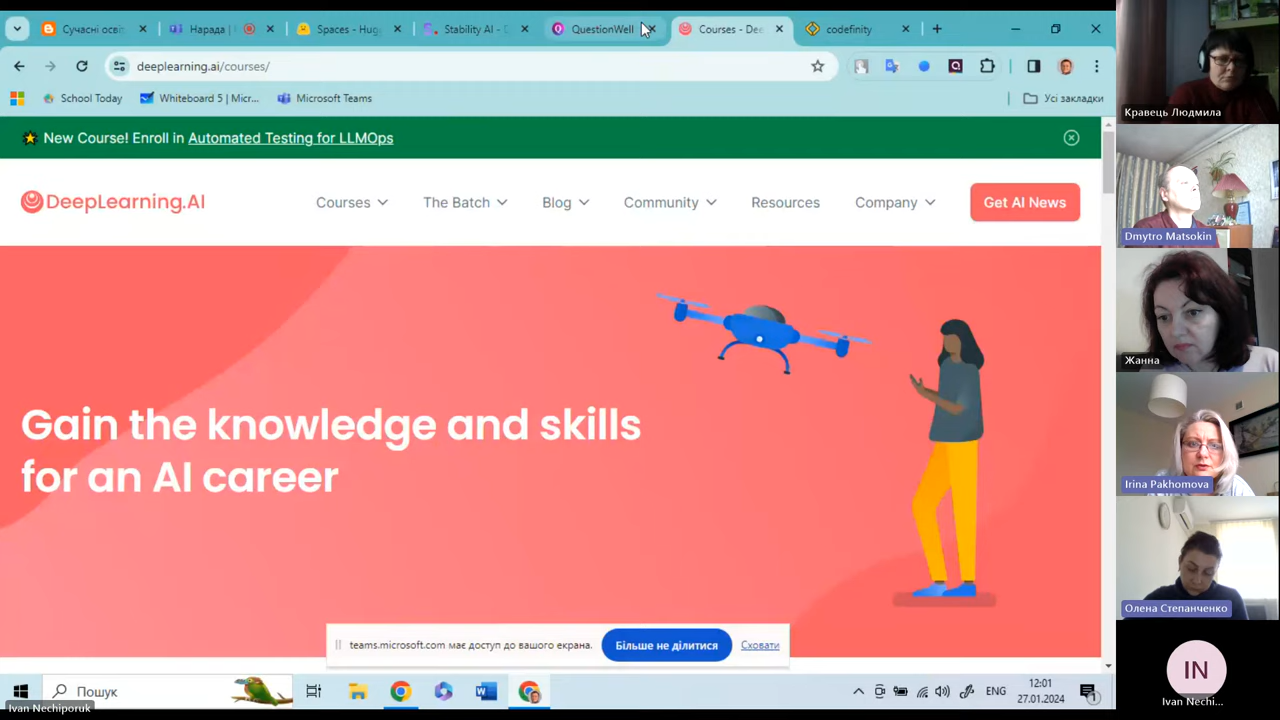 Сучасні освіт
Нарада |
Spaces - Hugg
Stability AI - D
QuestionWell
Courses - Dee
codefinity
deeplearning.ai/courses/
School Today
Whiteboard 5 | Micr...
Microsoft Teams
Усі закладки
New Course! Enroll in Automated Testing for LLMOps
DeepLearning.AI
Courses
The Batch
Blog
Community
Resources
Company
Get AI News
Gain the knowledge and skills
for an AI career
teams.microsoft.com має доступ до вашого екрана.
Більше не ділитися
Сховати
Пошук
ENG
12:01
27.01.2024
1
Ivan Nechiporuk
Кравець Людмила
Dmytro Matsokin
Жанна
Irina Pakhomova
Олена Степанченко
IN
Ivan Nechi...